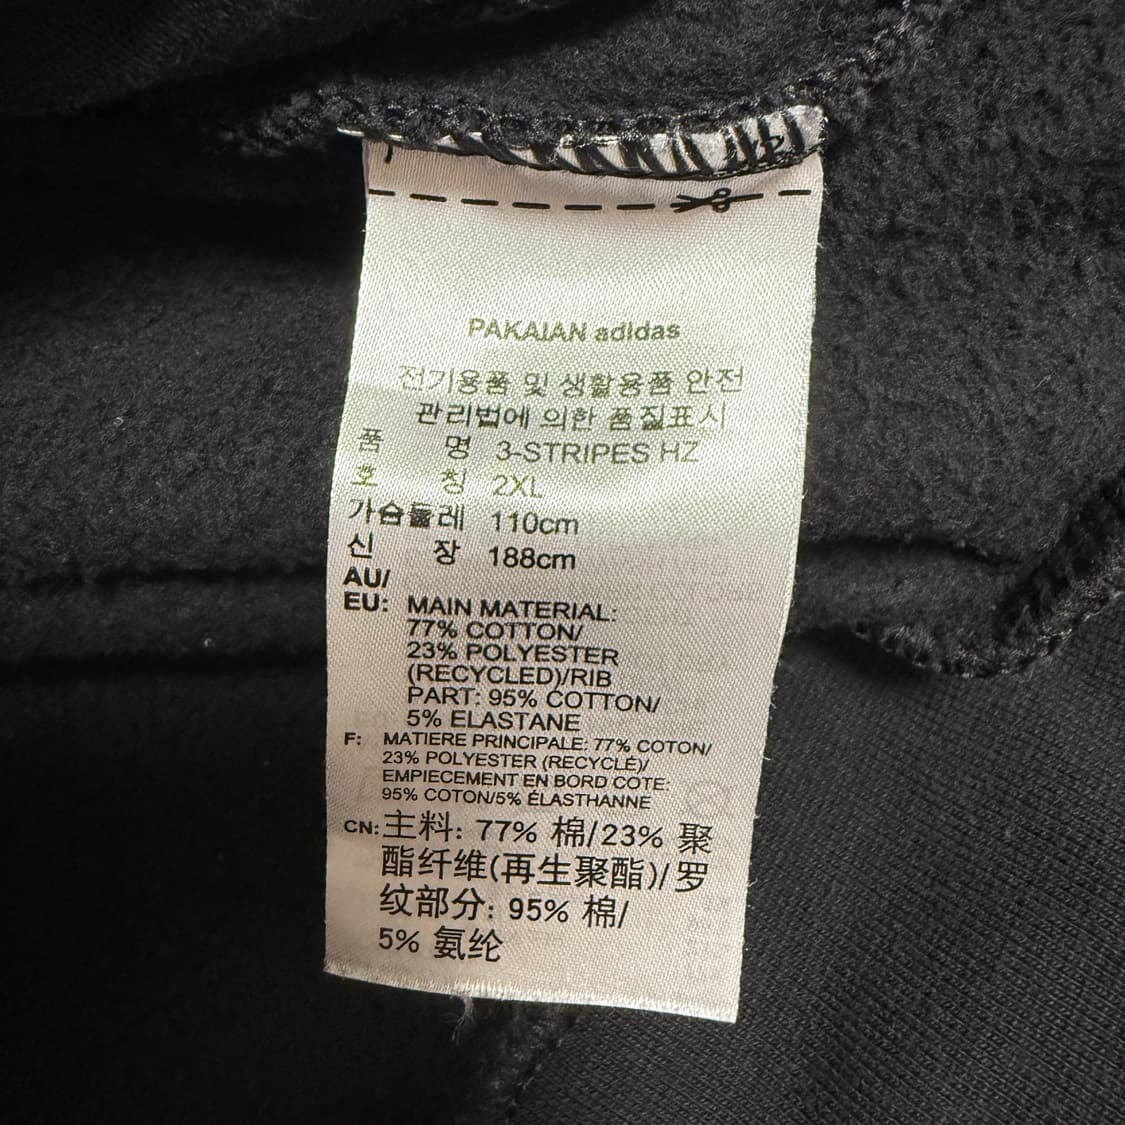 PAKAIAN adidas
전기용품 및 생활용품 안전
관리법에 의한 품질표시
품 명 3-STRIPES HZ
호 칭 2XL
가슴둘레 110cm
신 장 188cm
AU/
EU: MAIN MATERIAL:
77% COTTON/
23% POLYESTER
(RECYCLED)/RIB
PART: 95% COTTON/
5% ELASTANE
F: MATIERE PRINCIPALE: 77% COTON/
23% POLYESTER (RECYCLÉ)/
EMPIECEMENT EN BORD COTE:
95% COTON/5% ÉLASTHANNE
CN: 主料: 77% 棉/23% 聚
酯纤维(再生聚酯)/罗
纹部分: 95% 棉/
5% 氨纶